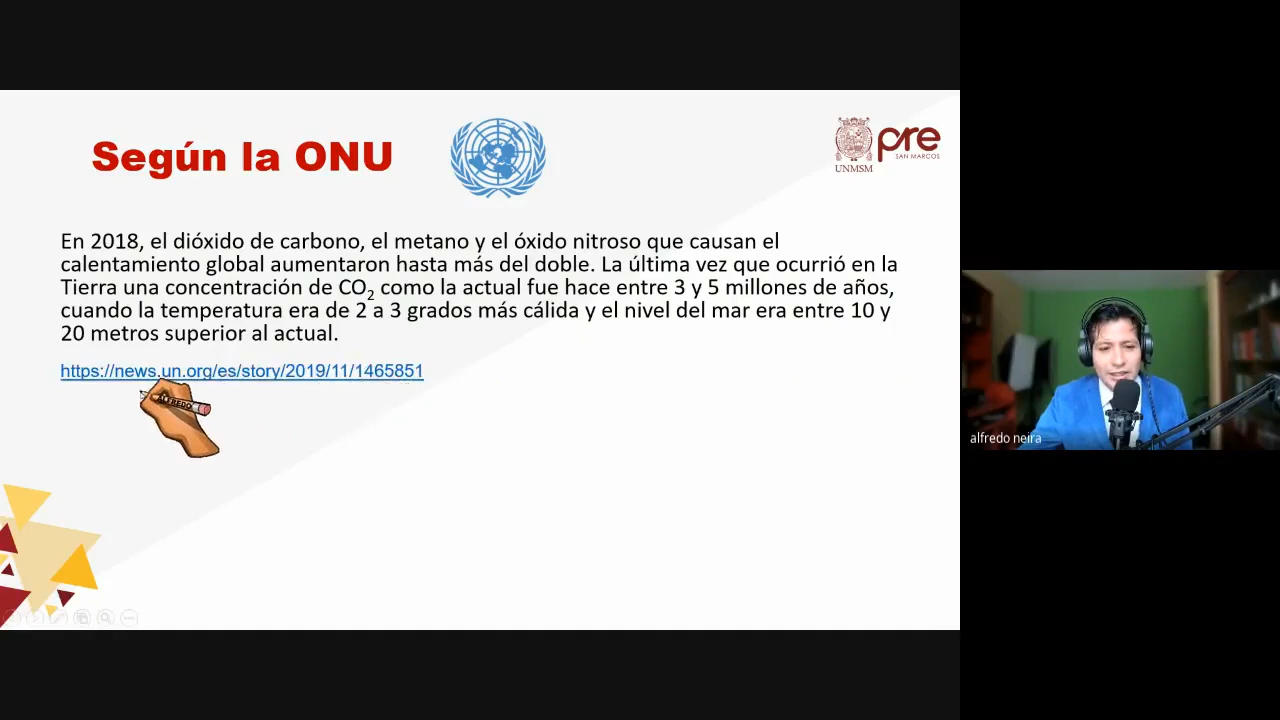 Según la ONU
UNMSM
pre
SAN MARCOS
En 2018, el dióxido de carbono, el metano y el óxido nitroso que causan el
calentamiento global aumentaron hasta más del doble. La última vez que ocurrió en la
Tierra una concentración de CO₂ como la actual fue hace entre 3 y 5 millones de años,
cuando la temperatura era de 2 a 3 grados más cálida y el nivel del mar era entre 10 y
20 metros superior al actual.
https://news.un.org/es/story/2019/11/1465851
ALFREDO
alfredo neira